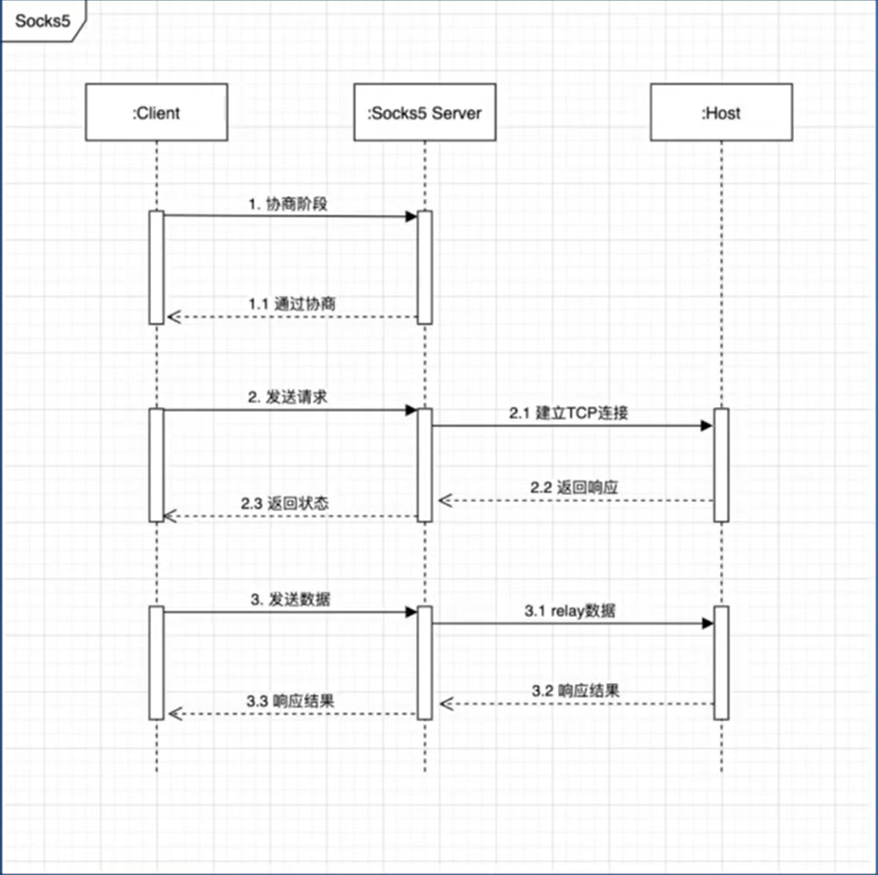 Socks5
:Client
:Socks5 Server
:Host
1. 协商阶段
1.1 通过协商
2. 发送请求
2.1 建立TCP连接
2.2 返回响应
2.3 返回状态
3. 发送数据
3.1 relay数据
3.2 响应结果
3.3 响应结果